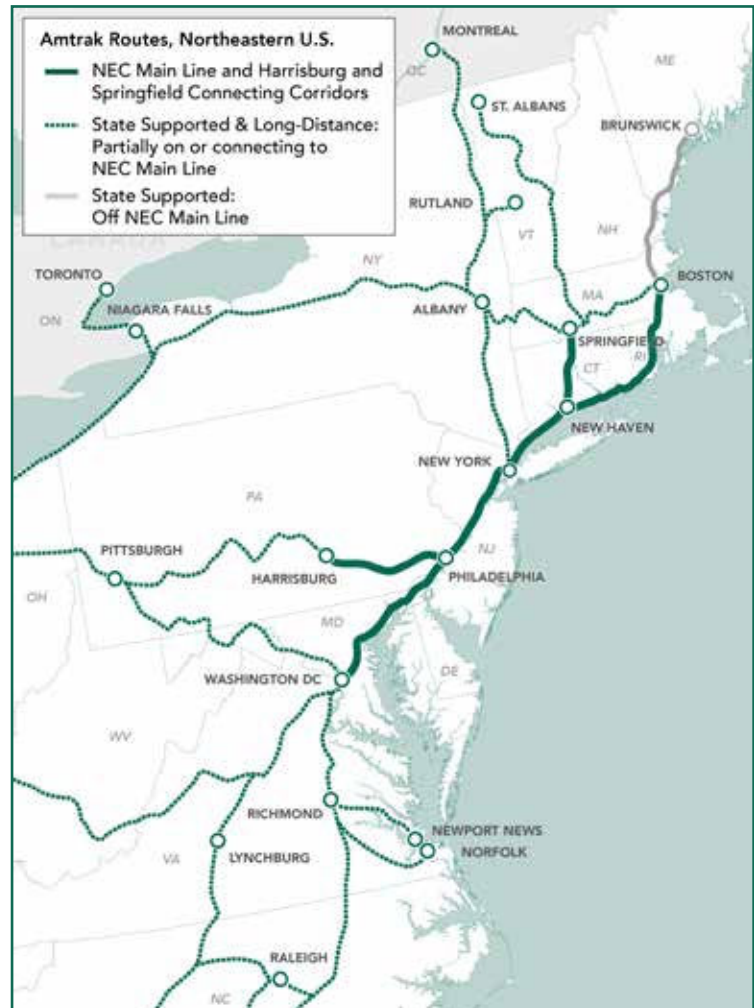 Amtrak Routes, Northeastern U.S.
NEC Main Line and Harrisburg and
Springfield Connecting Corridors
State Supported & Long-Distance:
Partially on or connecting to
NEC Main Line
State Supported:
Off NEC Main Line
MONTREAL
QC
ME
ST. ALBANS
BRUNSWICK
RUTLAND
VT
NH
CANADA
NY
TORONTO
BOSTON
MA
ON
NIAGARA FALLS
ALBANY
SPRINGFIELD
RI
CT
NEW HAVEN
NEW YORK
PA
PITTSBURGH
NJ
HARRISBURG
PHILADELPHIA
OH
MD
WASHINGTON DC
DE
WV
RICHMOND
NEWPORT NEWS
NORFOLK
VA
LYNCHBURG
RALEIGH
NC